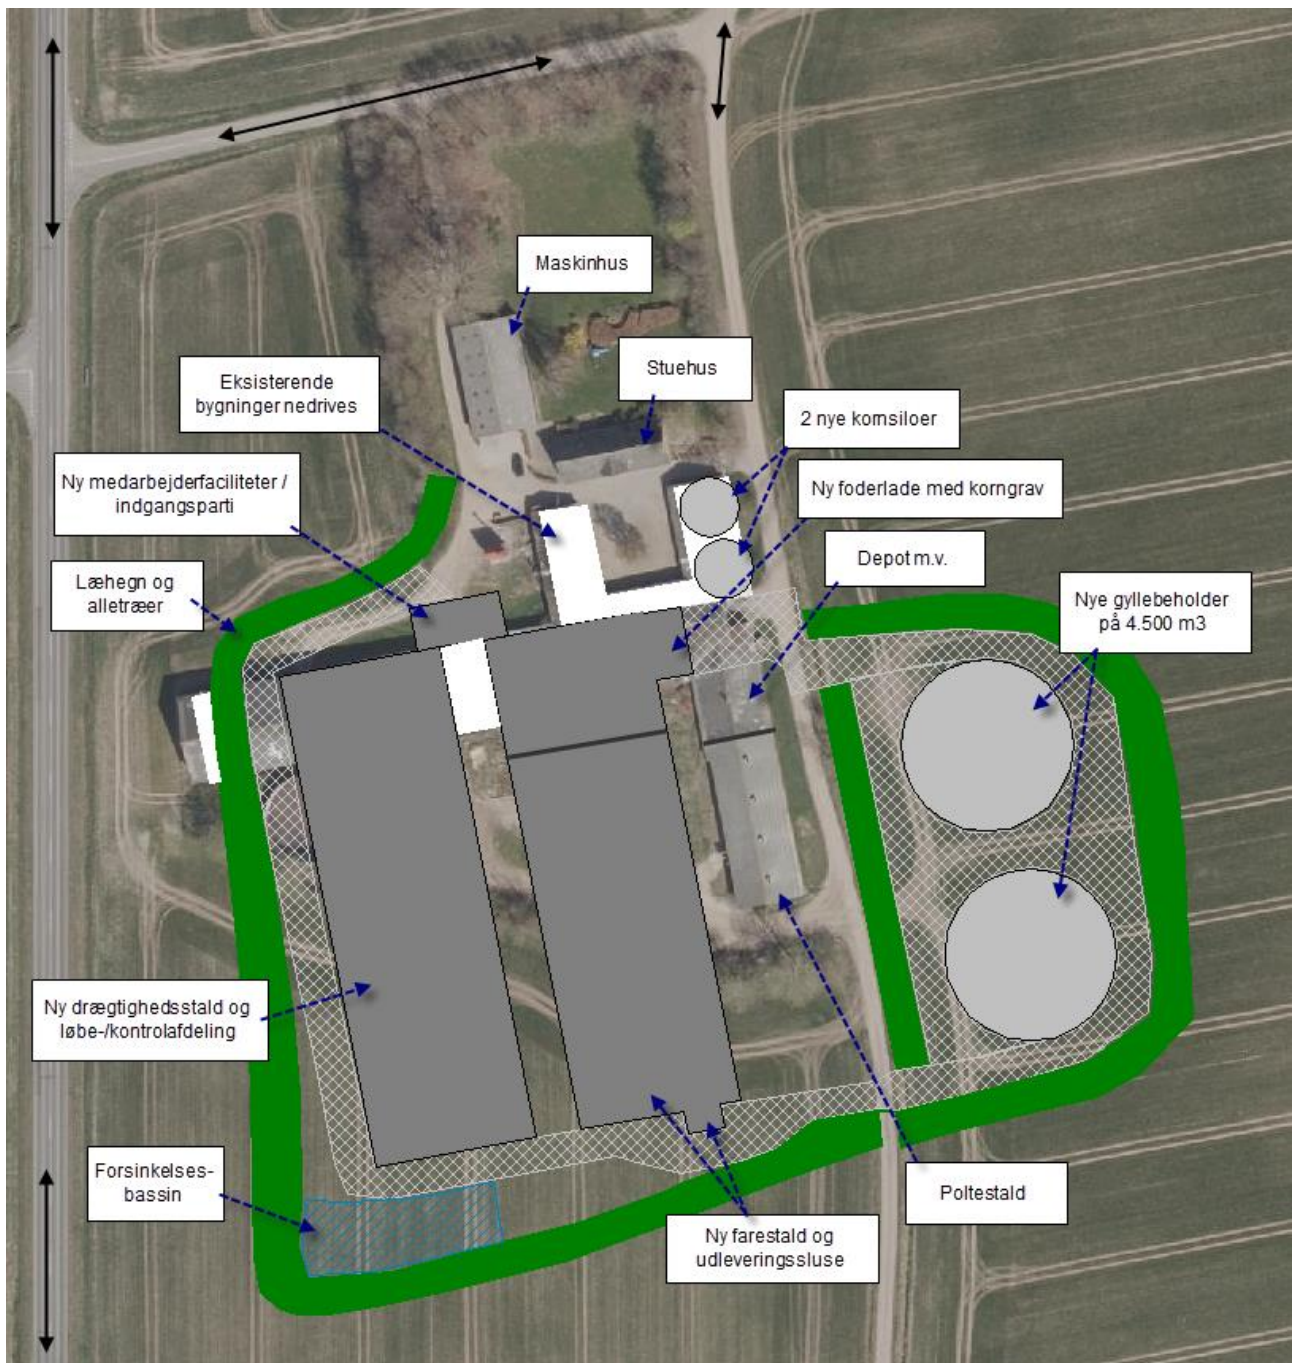 Maskinhus
Stuehus
Eksisterende
bygninger nedrives
2 nye kornsiloer
Ny medarbejderfaciliteter /
indgangsparti
Ny foderlade med korngrav
Depot m.v.
Læhegn og
alletræer
Nye gyllebeholder
på 4.500 m3
Ny drægtighedsstald og
løbe-/kontrolafdeling
Forsinkelses-
bassin
Poltestald
Ny farestald og
udleveringssluse